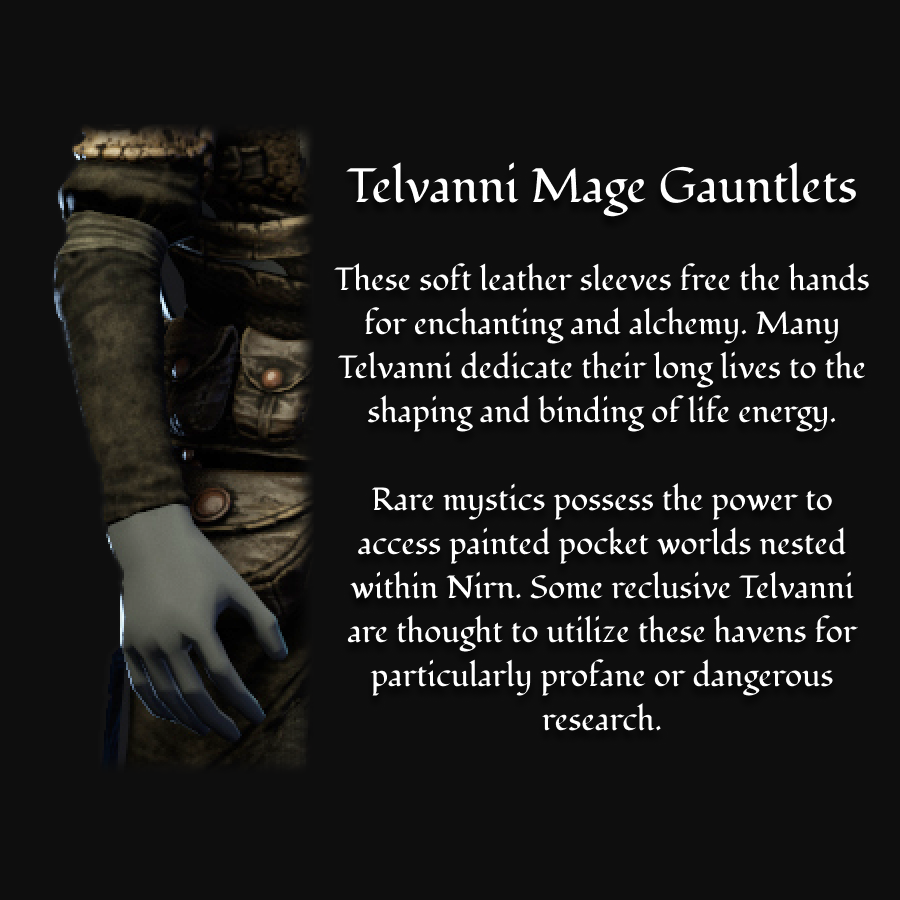 Telvanni Mage Gauntlets
These soft leather sleeves free the hands
for enchanting and alchemy. Many
Telvanni dedicate their long lives to the
shaping and binding of life energy.
Rare mystics possess the power to
access painted pocket worlds nested
within Nirn. Some reclusive Telvanni
are thought to utilize these havens for
particularly profane or dangerous
research.